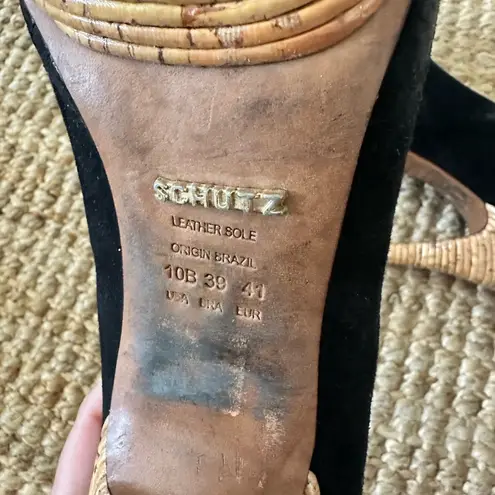 SCHUTZ
LEATHER SOLE
ORIGIN BRAZIL
10B 39 41
USA BRA EUR